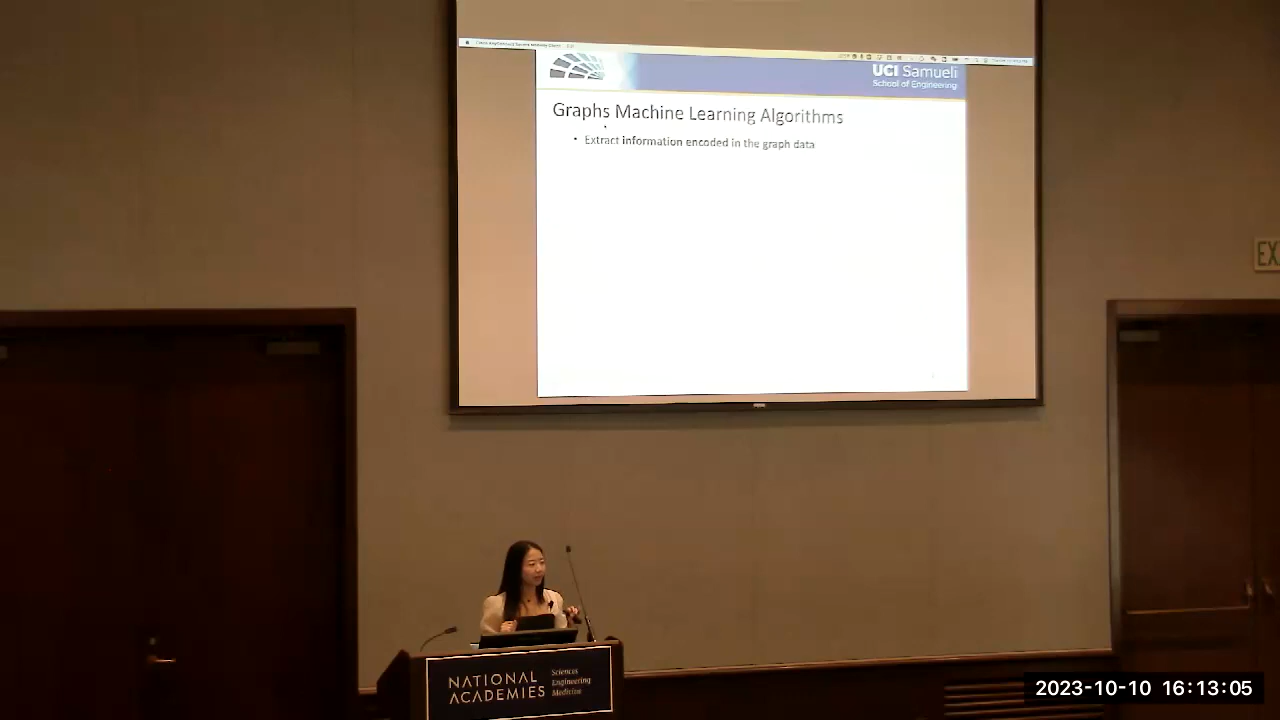 UCI Samueli
School of Engineering
Graphs Machine Learning Algorithms
• Extract information encoded in the graph data
EX
NATIONAL
ACADEMIES
Sciences
Engineering
Medicine
2023-10-10 16:13:05